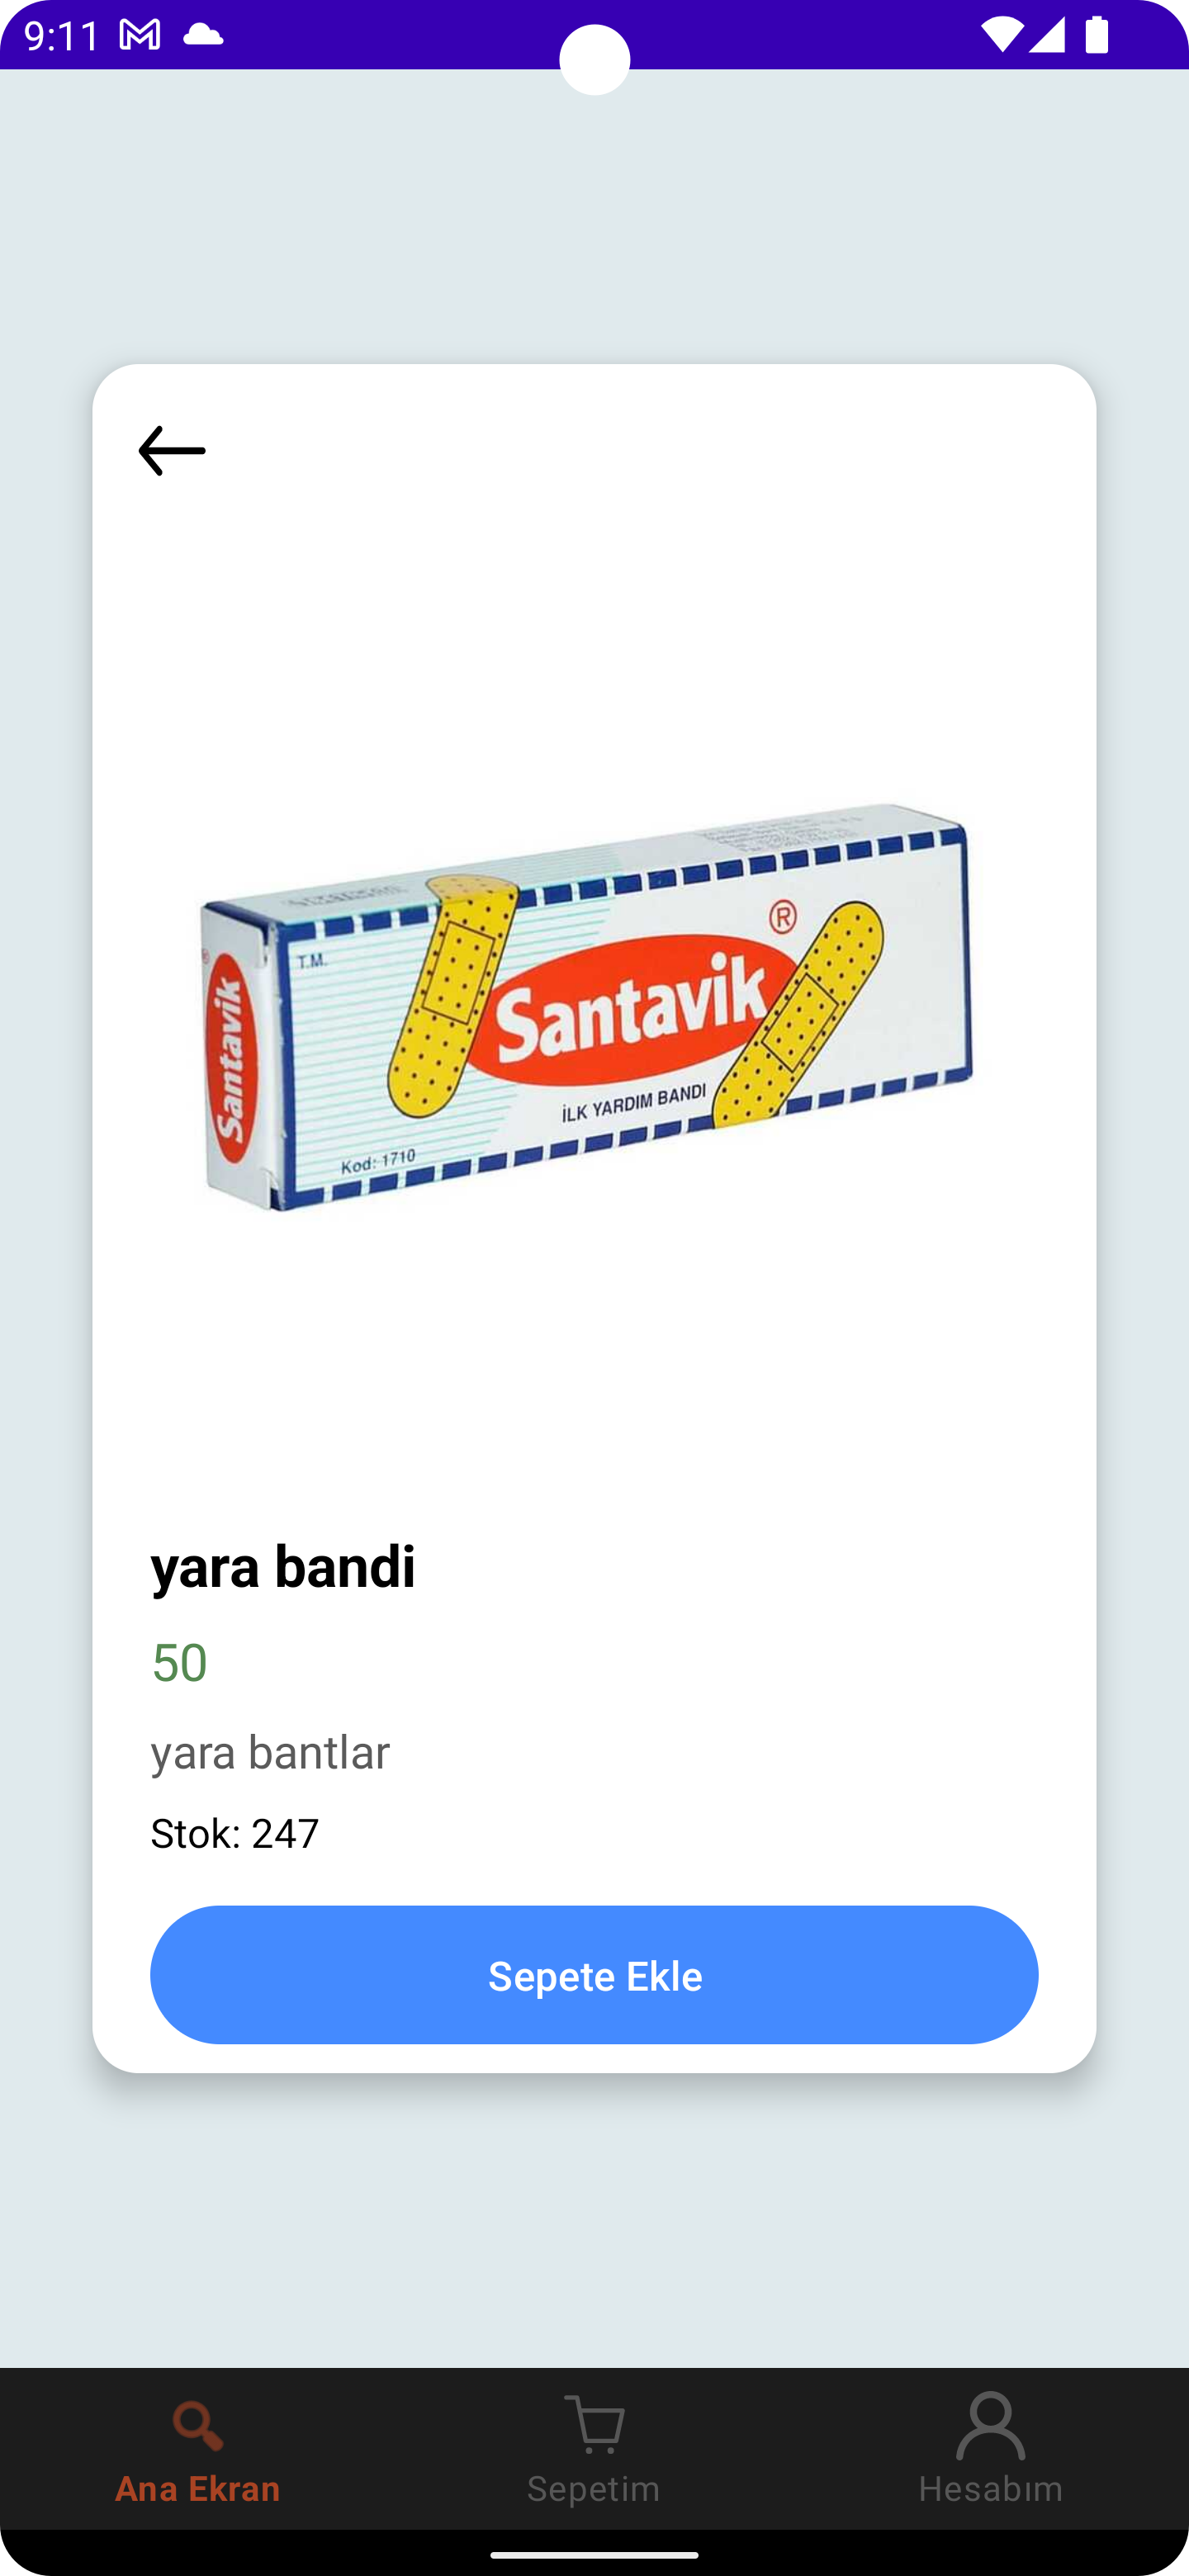 9:11
T.M.
Santavik
®
Santavik
İLK YARDIM BANDI
Kod: 1710
yara bandi
50
yara bantlar
Stok: 247
Sepete Ekle
Ana Ekran
Sepetim
Hesabım